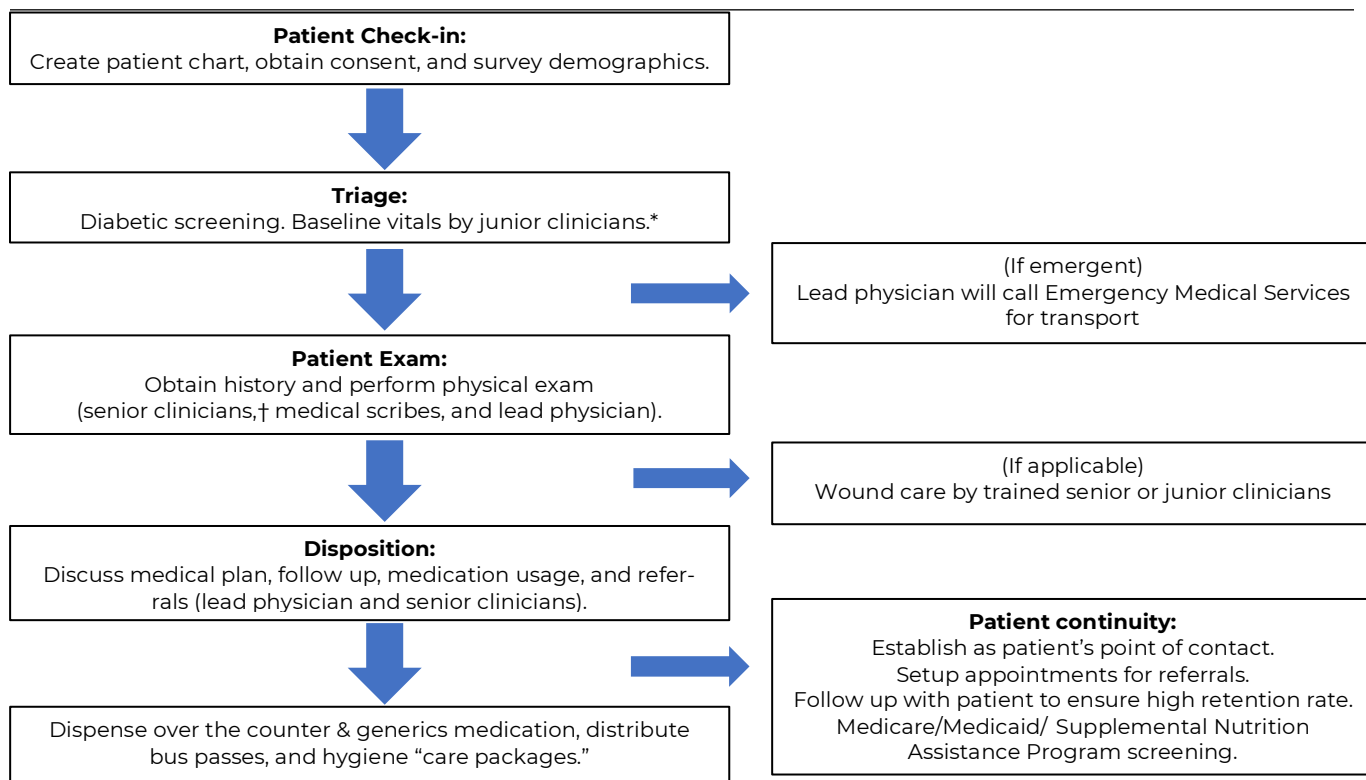 Patient Check-in:
Create patient chart, obtain consent, and survey demographics.
Triage:
Diabetic screening. Baseline vitals by junior clinicians.*
(If emergent)
Lead physician will call Emergency Medical Services
for transport
Patient Exam:
Obtain history and perform physical exam
(senior clinicians,† medical scribes, and lead physician).
(If applicable)
Wound care by trained senior or junior clinicians
Disposition:
Discuss medical plan, follow up, medication usage, and refer-
rals (lead physician and senior clinicians).
Patient continuity:
Establish as patient’s point of contact.
Setup appointments for referrals.
Follow up with patient to ensure high retention rate.
Medicare/Medicaid/ Supplemental Nutrition
Assistance Program screening.
Dispense over the counter & generics medication, distribute
bus passes, and hygiene “care packages.”